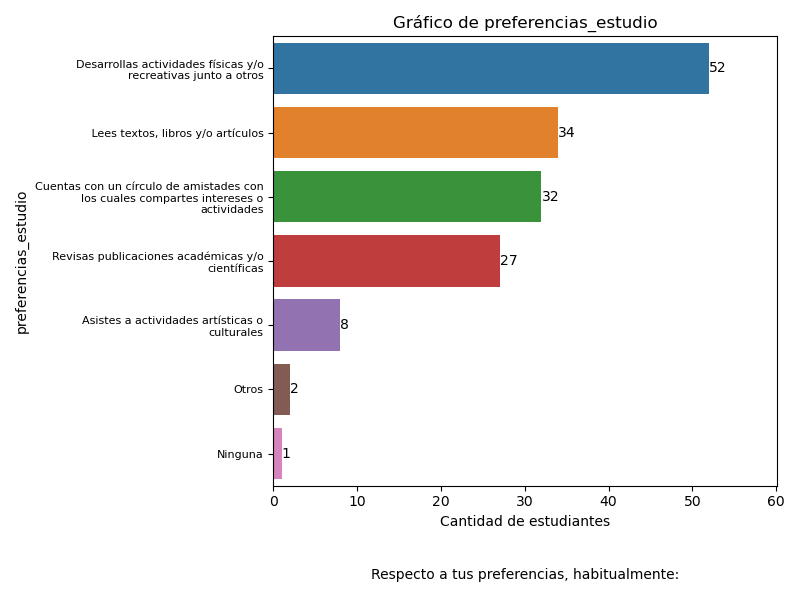 Gráfico de preferencias_estudio
Desarrollas actividades físicas y/o
recreativas junto a otros
52
Lees textos, libros y/o artículos
34
Cuentas con un círculo de amistades con
los cuales compartes intereses o
actividades
32
Revisas publicaciones académicas y/o
científicas
27
Asistes a actividades artísticas o
culturales
8
Otros
2
Ninguna
1
preferencias_estudio
0 10 20 30 40 50 60
Cantidad de estudiantes
Respecto a tus preferencias, habitualmente: